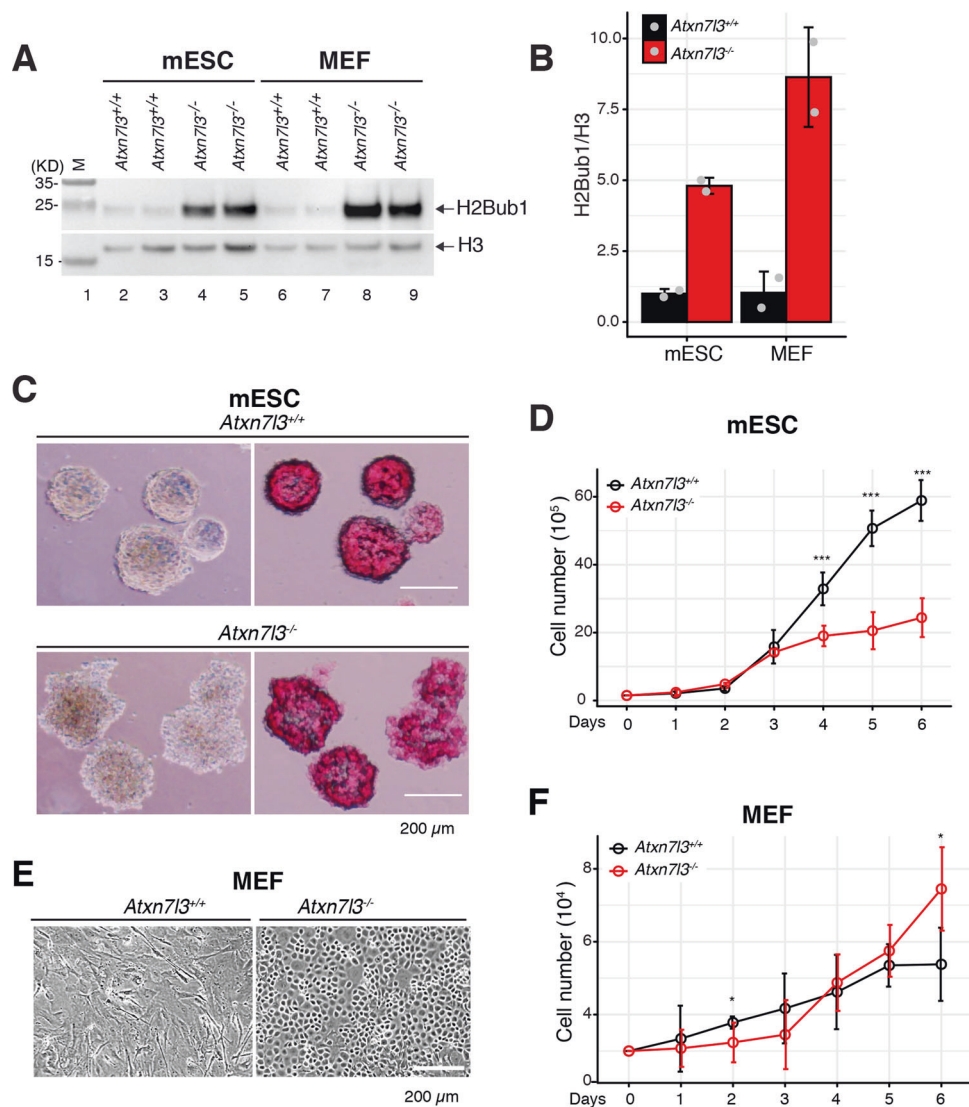 A
mESC MEF
(KD) M Atxn7l3+/+ Atxn7l3+/+ Atxn7l3-/- Atxn7l3-/- Atxn7l3+/+ Atxn7l3+/+ Atxn7l3-/- Atxn7l3-/-
35-
25-
←H2Bub1
←H3
15-
1 2 3 4 5 6 7 8 9
B
Atxn7l3+/+
Atxn7l3-/-
H2Bub1/H3
10.0
7.5
5.0
2.5
0.0
mESC MEF
C
mESC
Atxn7l3+/+
Atxn7l3-/-
200 µm
D
mESC
Atxn7l3+/+
Atxn7l3-/-
*** *** ***
Cell number (10⁵)
60
40
20
0
Days 0 1 2 3 4 5 6
E
MEF
Atxn7l3+/+ Atxn7l3-/-
200 µm
F
MEF
Atxn7l3+/+
Atxn7l3-/-
* *
Cell number (10⁴)
8
6
4
0
Days 0 1 2 3 4 5 6